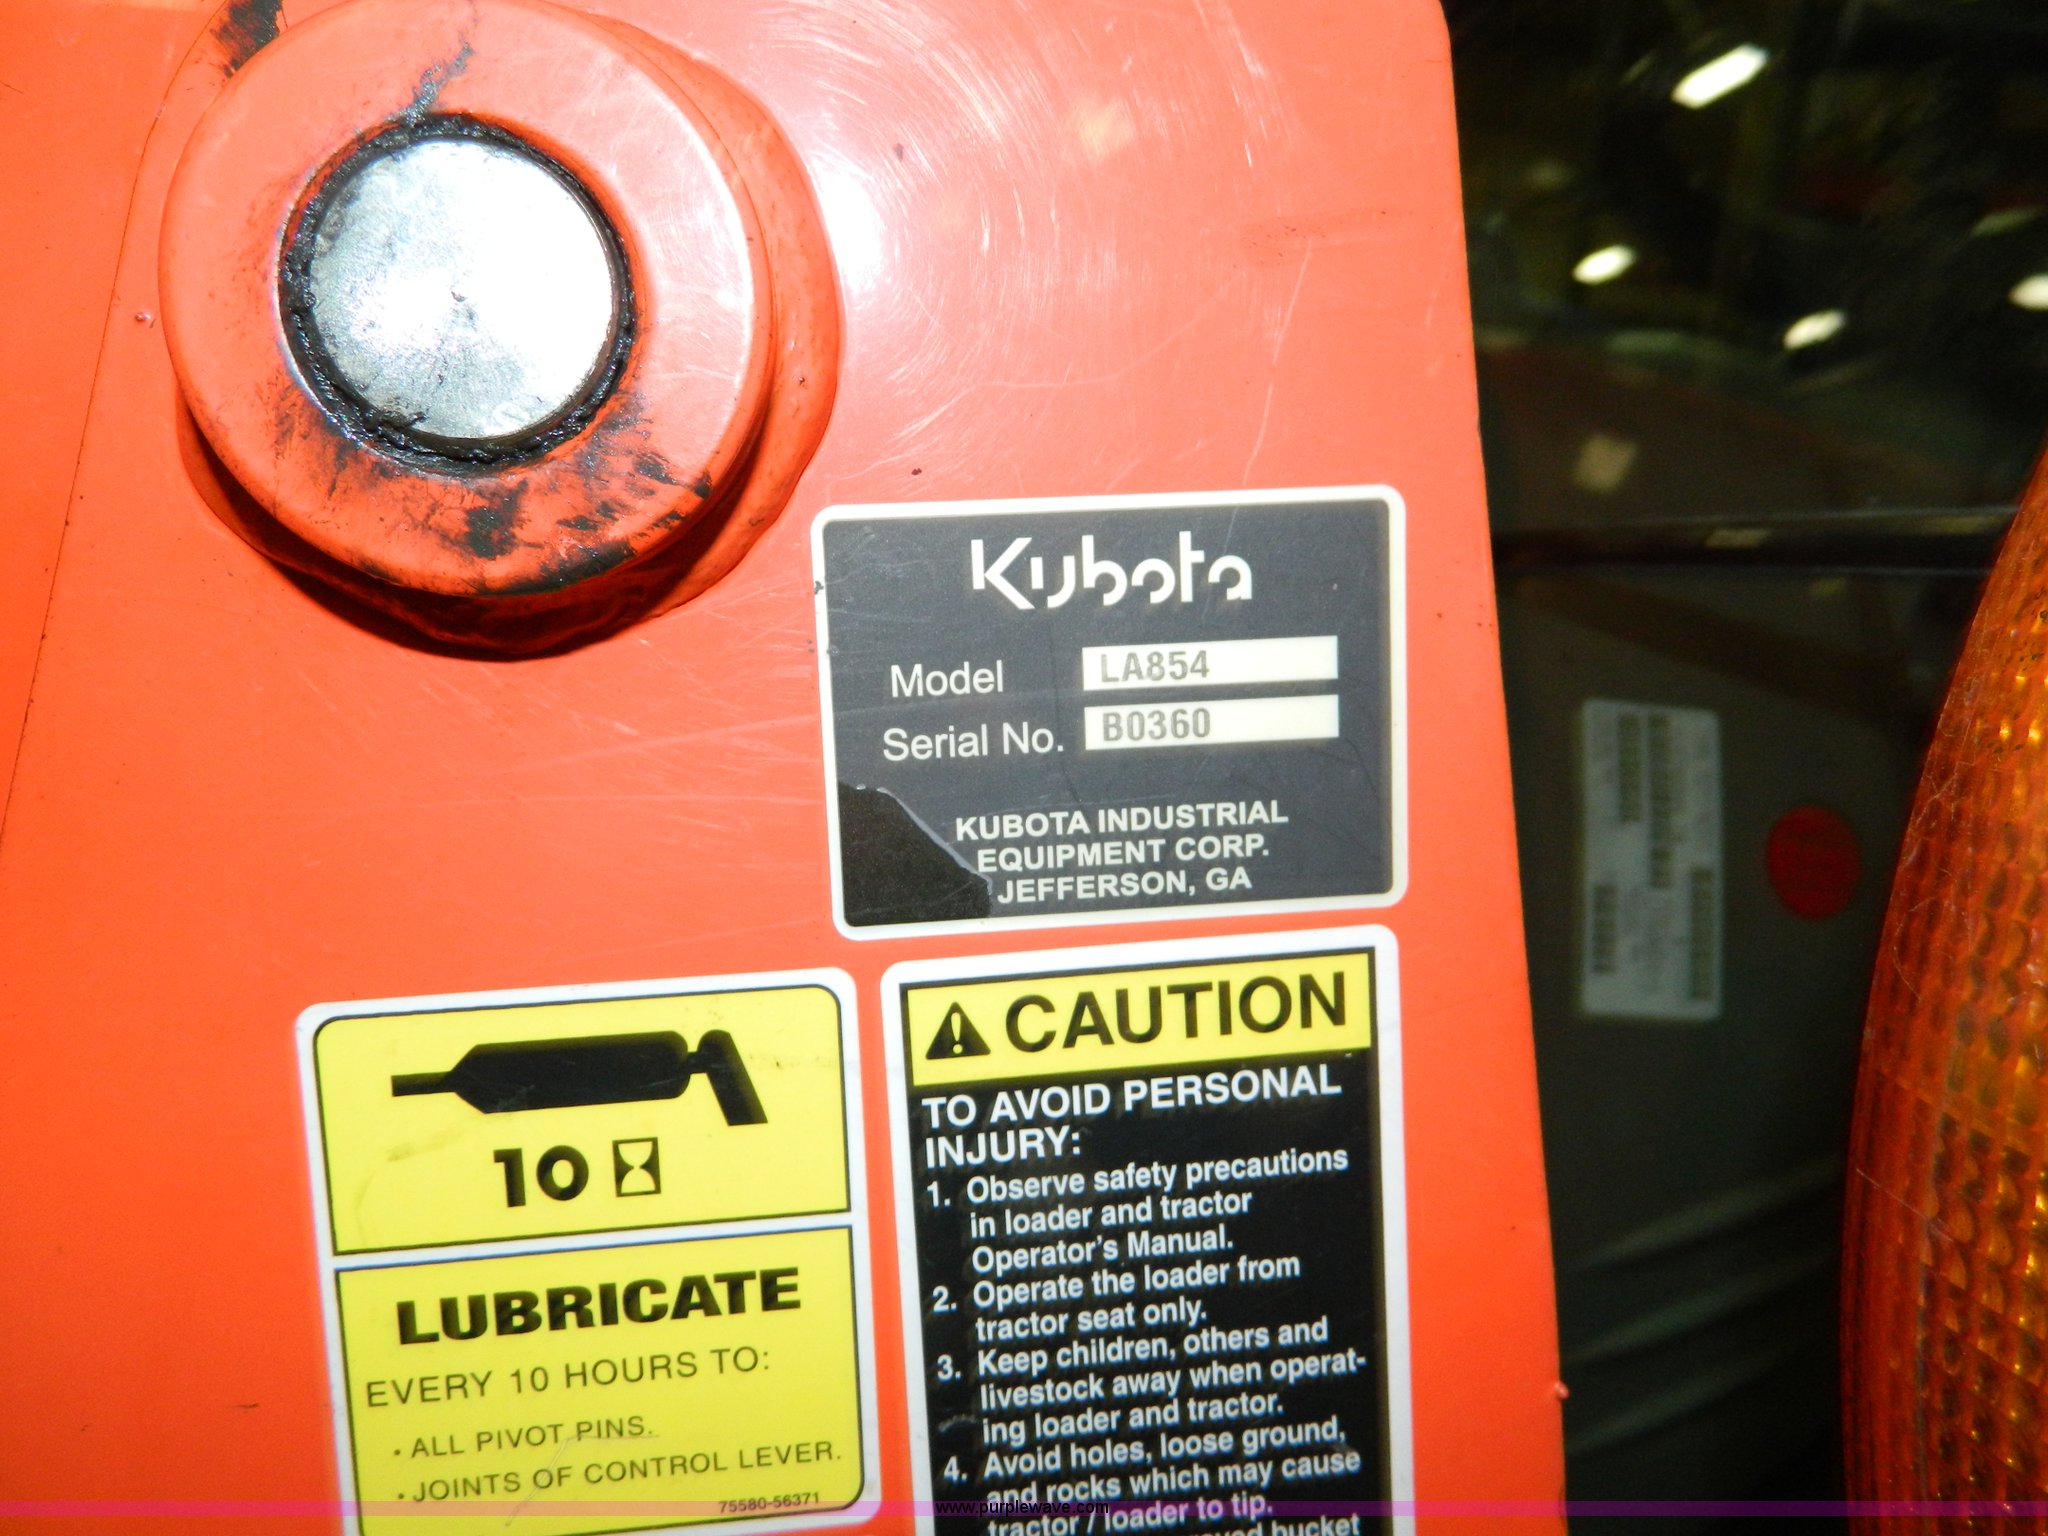 Kubota
Model LA854
Serial No. B0360
KUBOTA INDUSTRIAL
EQUIPMENT CORP.
JEFFERSON, GA
10
LUBRICATE
EVERY 10 HOURS TO:
· ALL PIVOT PINS.
· JOINTS OF CONTROL LEVER.
75580-56371
CAUTION
TO AVOID PERSONAL
INJURY:
1. Observe safety precautions
in loader and tractor
Operator's Manual.
2. Operate the loader from
tractor seat only.
3. Keep children, others and
livestock away when operat-
ing loader and tractor.
4. Avoid holes, loose ground,
and rocks which may cause
tractor / loader to tip.
bucket
www.purplewave.com